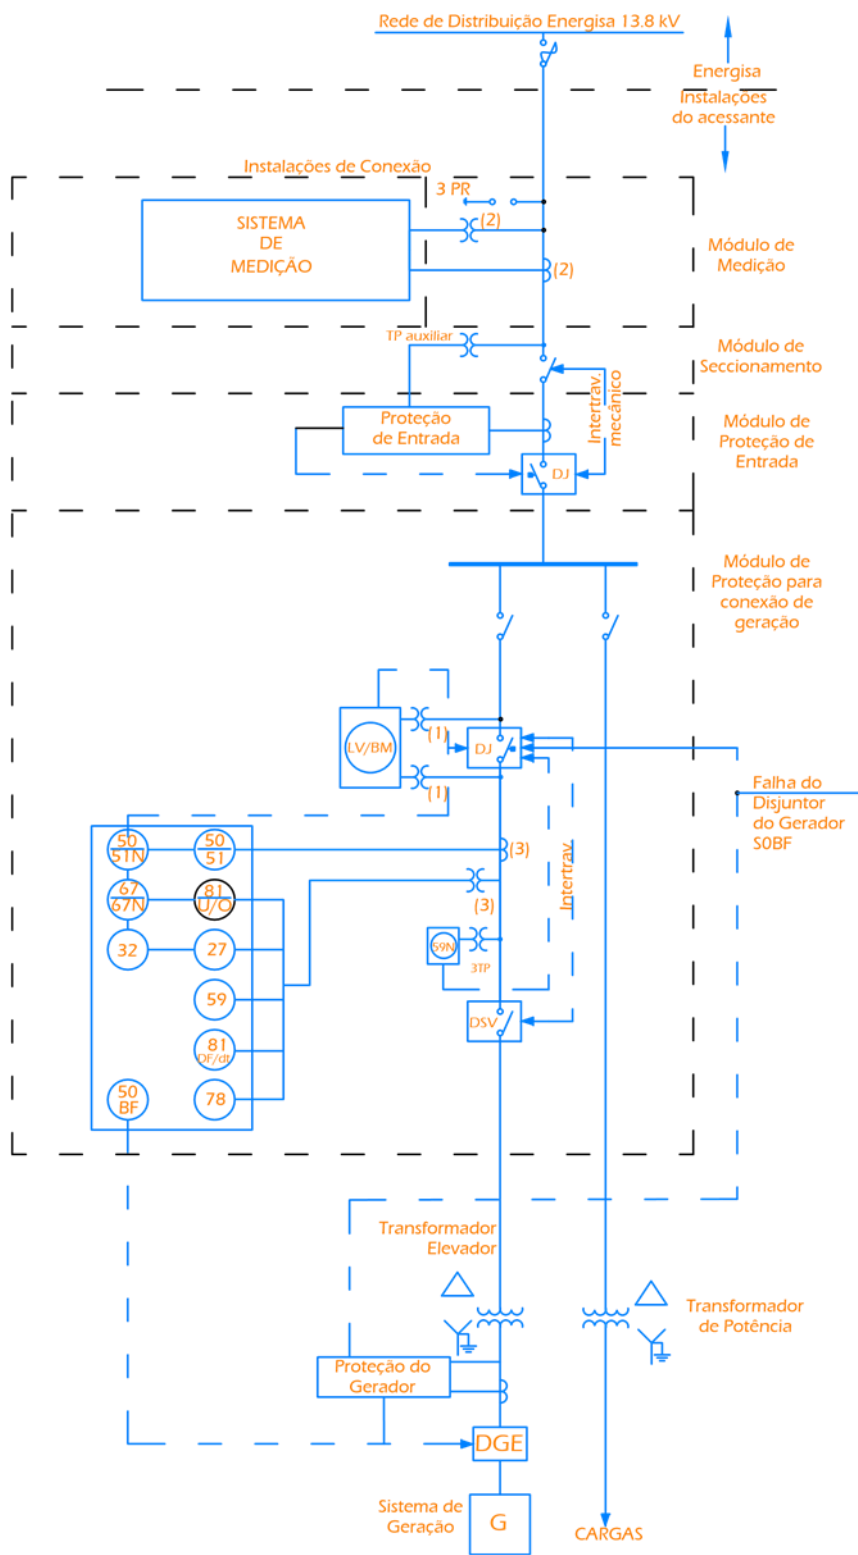 Rede de Distribuição Energisa 13.8 kV
Energisa
Instalações
do acessante
Instalações de Conexão
3 PR
(2)
SISTEMA
DE
MEDIÇÃO
(2)
Módulo de
Medição
TP auxiliar
Módulo de
Seccionamento
Intertrav.
mecânico
Proteção
de Entrada
Módulo de
Proteção de
Entrada
DJ
Módulo de
Proteção para
conexão de
geração
LV/BM
(1)
DJ
(1)
Falha do
Disjuntor
do Gerador
S0BF
50
51N
50
51
(3)
67
67N
81
U/O
(3)
Intertrav.
32
27
59N
3TP
59
DSV
81
DF/dt
50
BF
78
Transformador
Elevador
Transformador
de Potência
Proteção do
Gerador
DGE
Sistema de
Geração
G
CARGAS